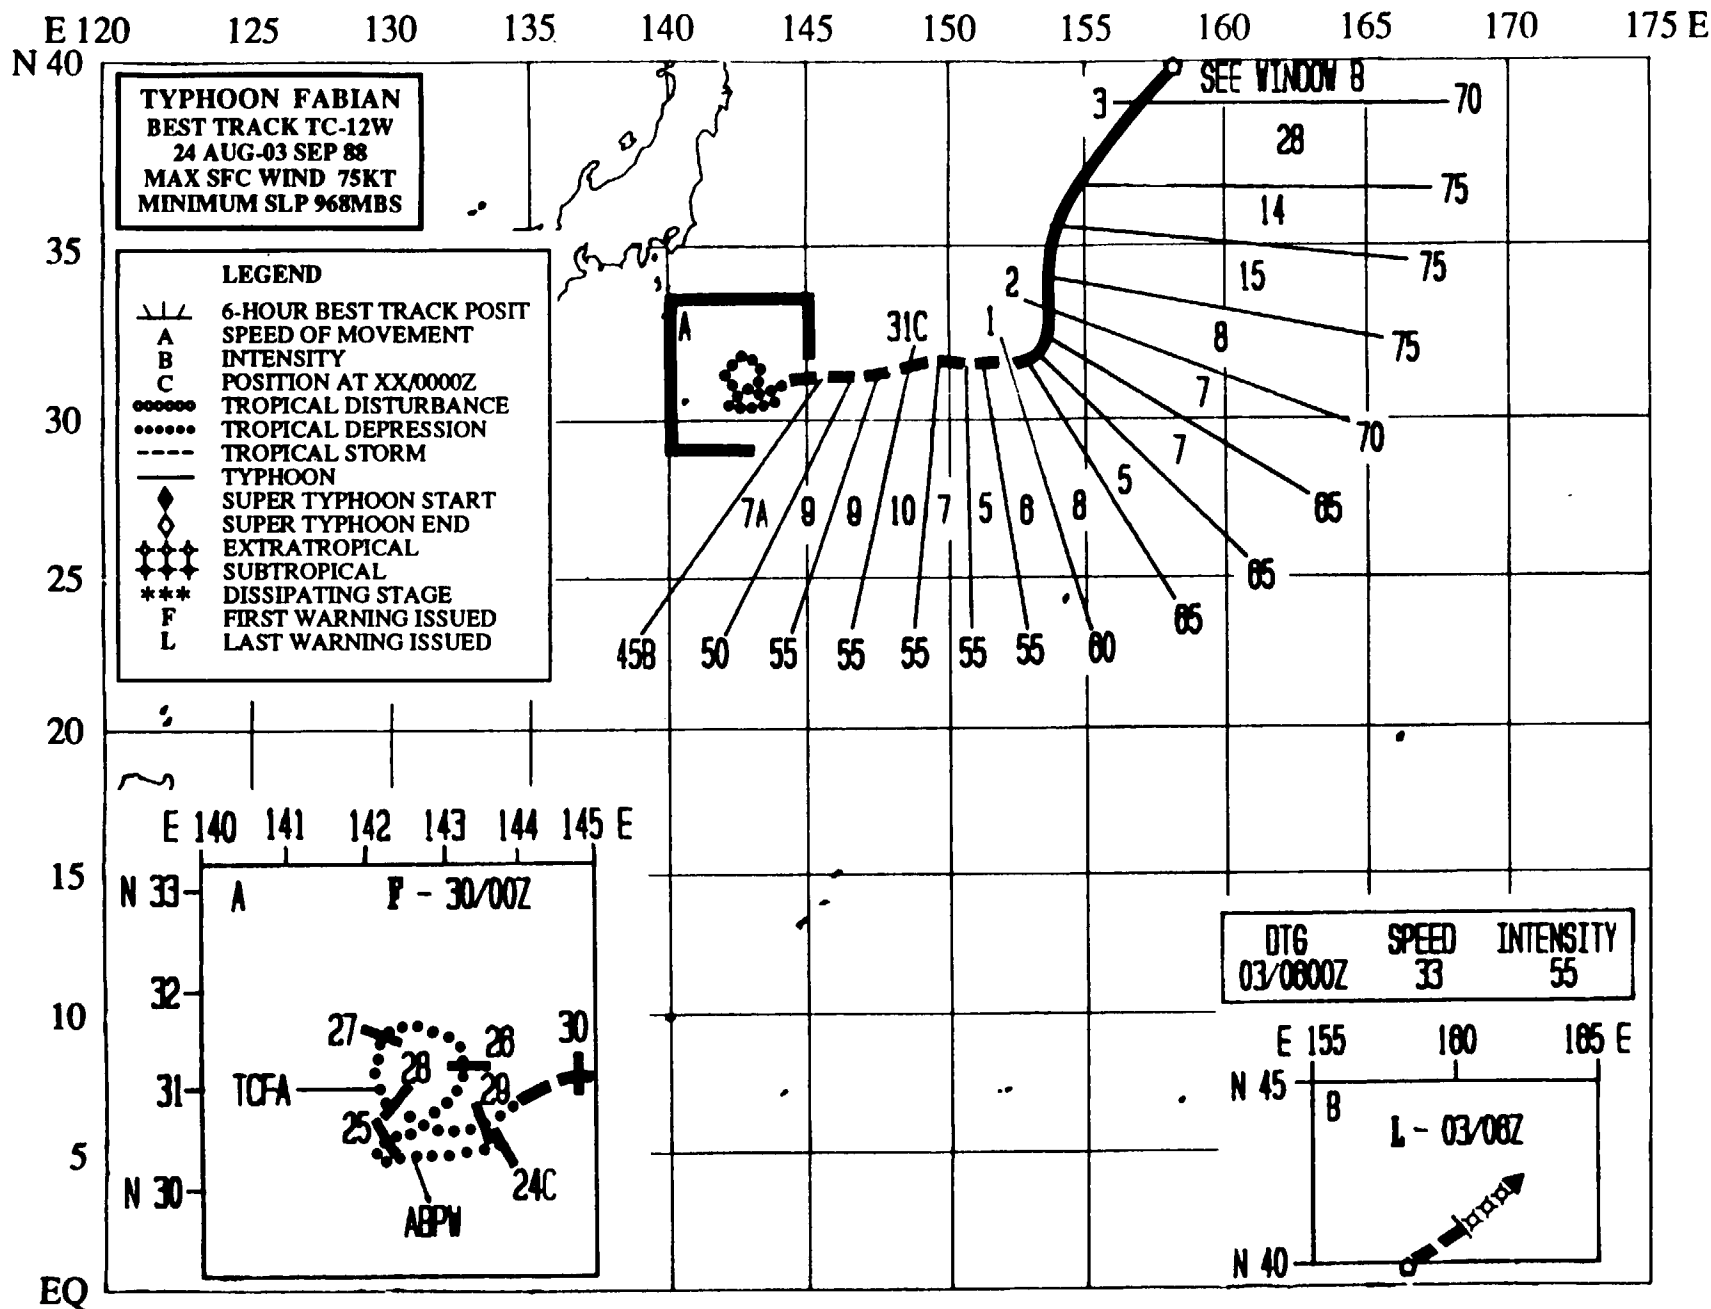 E 120 125 130 140 145 150 155 160 165 170 175 E
N 40
SEE WINDOW B
TYPHOON FABIAN
BEST TRACK TC-12W
24 AUG-03 SEP 88
MAX SFC WIND 75KT
MINIMUM SLP 968MBS
3 70
28
75
14
35
75
15
2
8
75
LEGEND
6-HOUR BEST TRACK POSIT
A SPEED OF MOVEMENT
B INTENSITY
C POSITION AT XX/0000Z
TROPICAL DISTURBANCE
TROPICAL DEPRESSION
TROPICAL STORM
TYPHOON
SUPER TYPHOON START
SUPER TYPHOON END
EXTRATROPICAL
SUBTROPICAL
DISSIPATING STAGE
F FIRST WARNING ISSUED
L LAST WARNING ISSUED
A
31C
1
7
30
70
7
5
65
7A 9 9 10 7 5 6 8
25
65
65
45B 50 55 55 55 55 55 60
20
E 140 141 142 143 144 145 E
15
N 33
A F - 30/00Z
32
10
27 26 30
28
TCFA
31
29
25
5
N 30
24C
ABPW
EQ
DTG SPEED INTENSITY
03/0600Z 33 55
E 155 160 165 E
N 45
B
L - 03/06Z
N 40